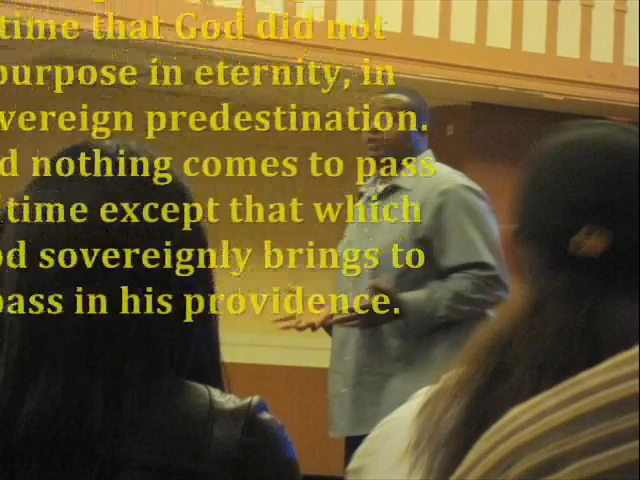 time that God did not
purpose in eternity, in
vereign predestination.
d nothing comes to pass
time except that which
od sovereignly brings to
pass in his providence.